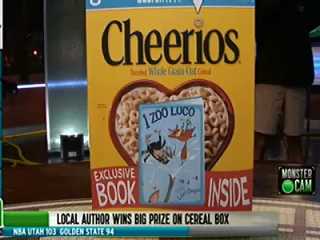 Cheerios
Toasted Whole Grain Oat Cereal
I ZOO LOCO
EXCLUSIVE
BOOK INSIDE
MONSTER
CAM
LOCAL AUTHOR WINS BIG PRIZE ON CEREAL BOX
NBA UTAH 103 GOLDEN STATE 94